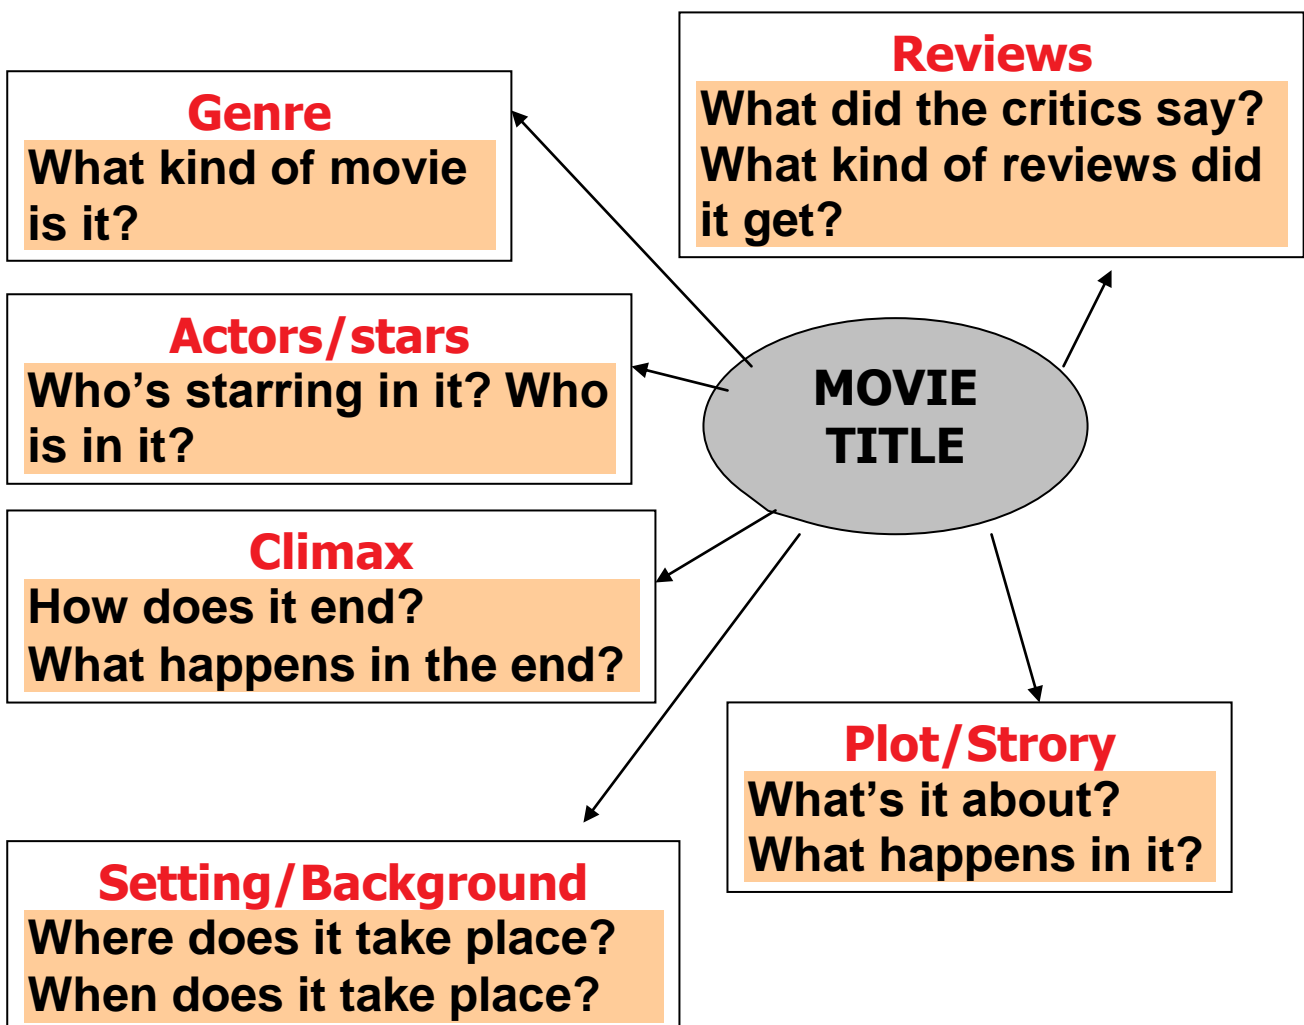 Reviews
What did the critics say?
What kind of reviews did
it get?
Genre
What kind of movie
is it?
Actors/stars
Who’s starring in it? Who
is in it?
MOVIE
TITLE
Climax
How does it end?
What happens in the end?
Plot/Strory
What’s it about?
What happens in it?
Setting/Background
Where does it take place?
When does it take place?